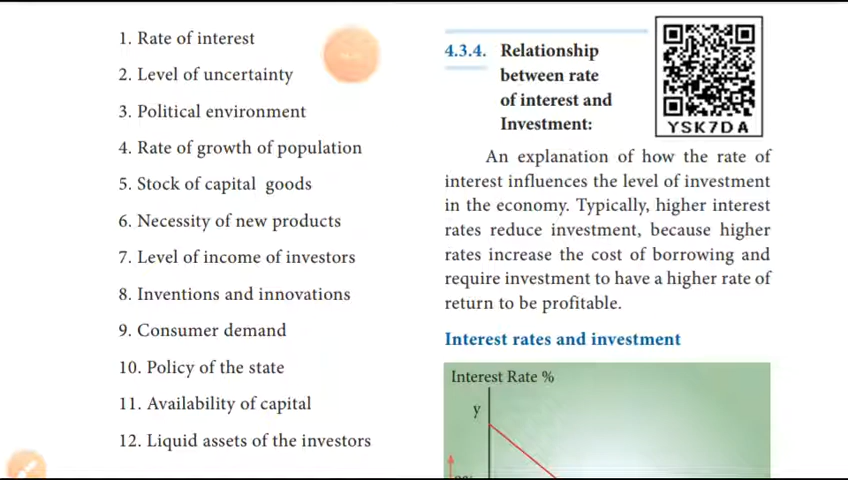 1. Rate of interest
2. Level of uncertainty
3. Political environment
4. Rate of growth of population
5. Stock of capital goods
6. Necessity of new products
7. Level of income of investors
8. Inventions and innovations
9. Consumer demand
10. Policy of the state
11. Availability of capital
12. Liquid assets of the investors
4.3.4. Relationship
between rate
of interest and
Investment:
YSK7DA
An explanation of how the rate of
interest influences the level of investment
in the economy. Typically, higher interest
rates reduce investment, because higher
rates increase the cost of borrowing and
require investment to have a higher rate of
return to be profitable.
Interest rates and investment
Interest Rate %
y